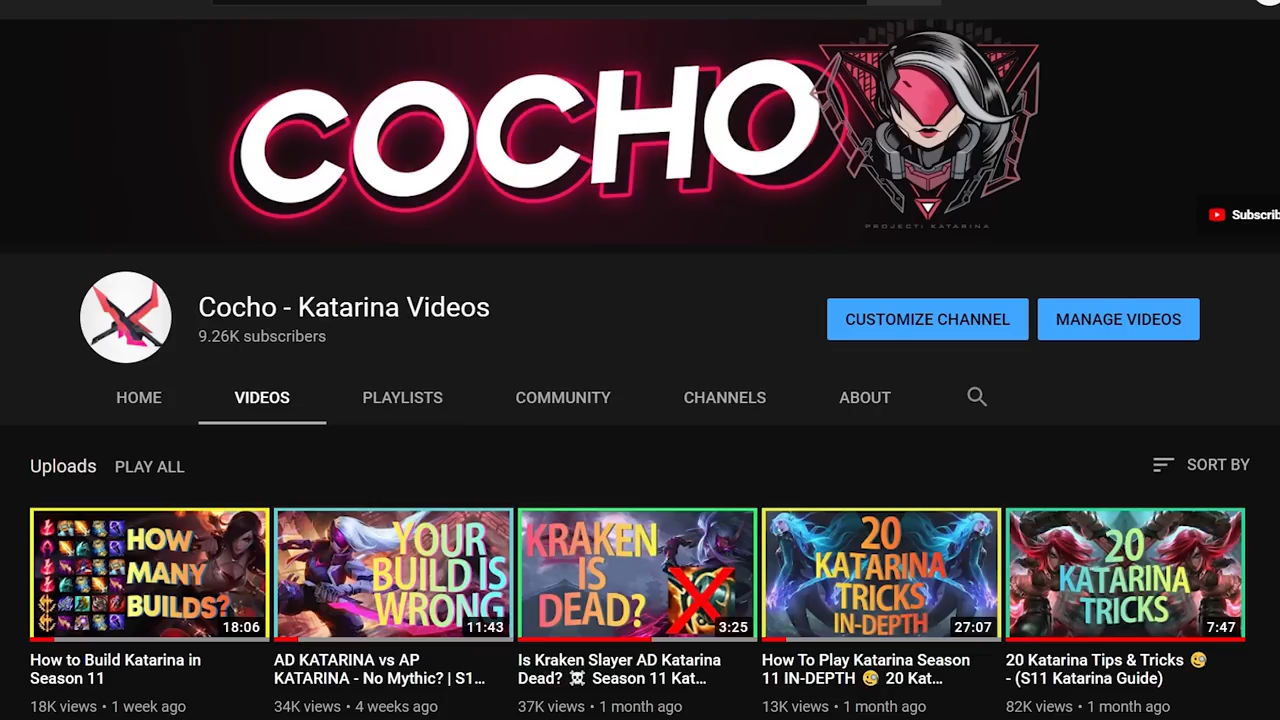 COCHO
PROJECT: KATARINA
Subscrib
Cocho - Katarina Videos
9.26K subscribers
CUSTOMIZE CHANNEL
MANAGE VIDEOS
HOME
VIDEOS
PLAYLISTS
COMMUNITY
CHANNELS
ABOUT
Uploads
PLAY ALL
SORT BY
HOW
MANY
BUILDS?
18:06
How to Build Katarina in
Season 11
18K views • 1 week ago
YOUR
BUILD IS
WRONG
11:43
AD KATARINA vs AP
KATARINA - No Mythic? | S1...
34K views • 4 weeks ago
KRAKEN
IS
DEAD?
3:25
Is Kraken Slayer AD Katarina
Dead? ☠️ Season 11 Kat...
37K views • 1 month ago
20
KATARINA
TRICKS
IN-DEPTH
27:07
How To Play Katarina Season
11 IN-DEPTH 🧐 20 Kat...
13K views • 1 month ago
20
KATARINA
TRICKS
7:47
20 Katarina Tips & Tricks 🧐
- (S11 Katarina Guide)
82K views • 1 month ago